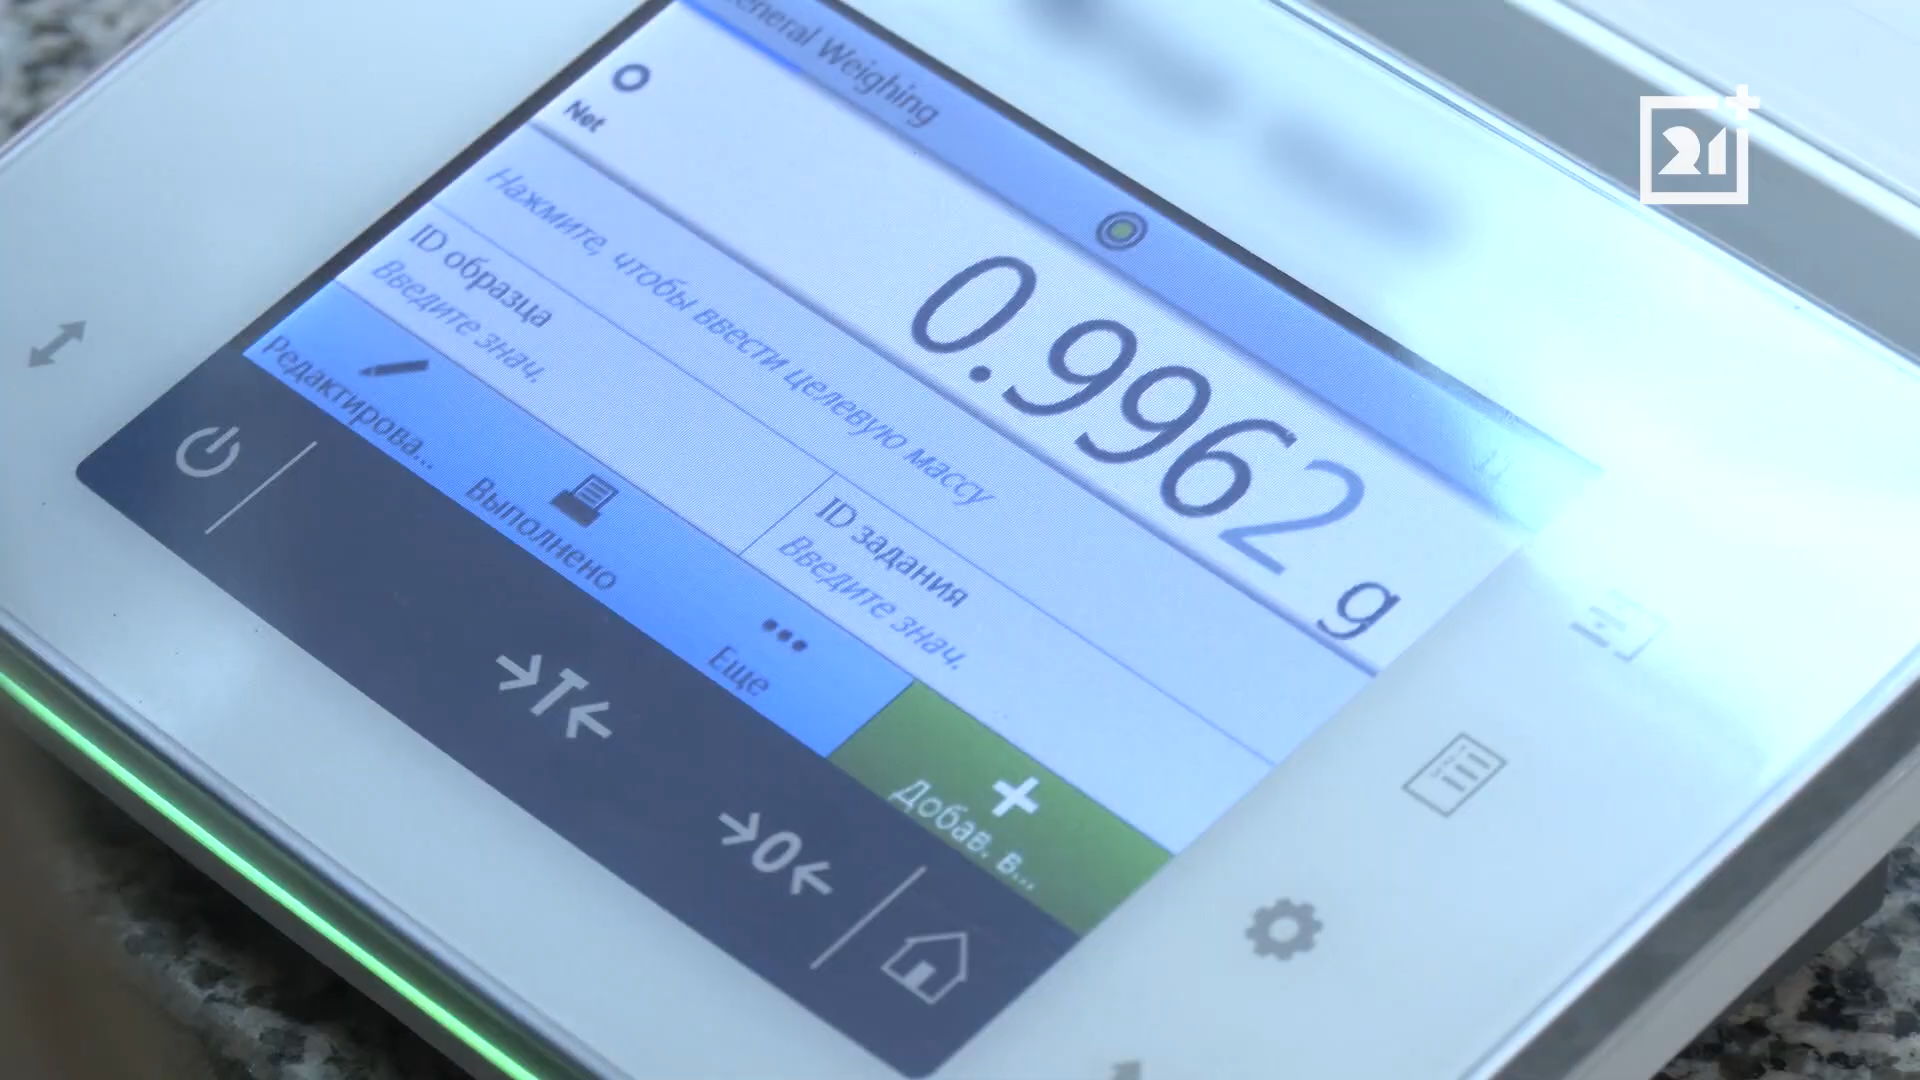 General Weighing
Net
0.9962 g
Нажмите, чтобы ввести целевую массу
ID образца
Введите знач.
ID задания
Введите знач.
Редактирова...
Выполнено
Еще
Добав. в...
→T←
→0←
21+